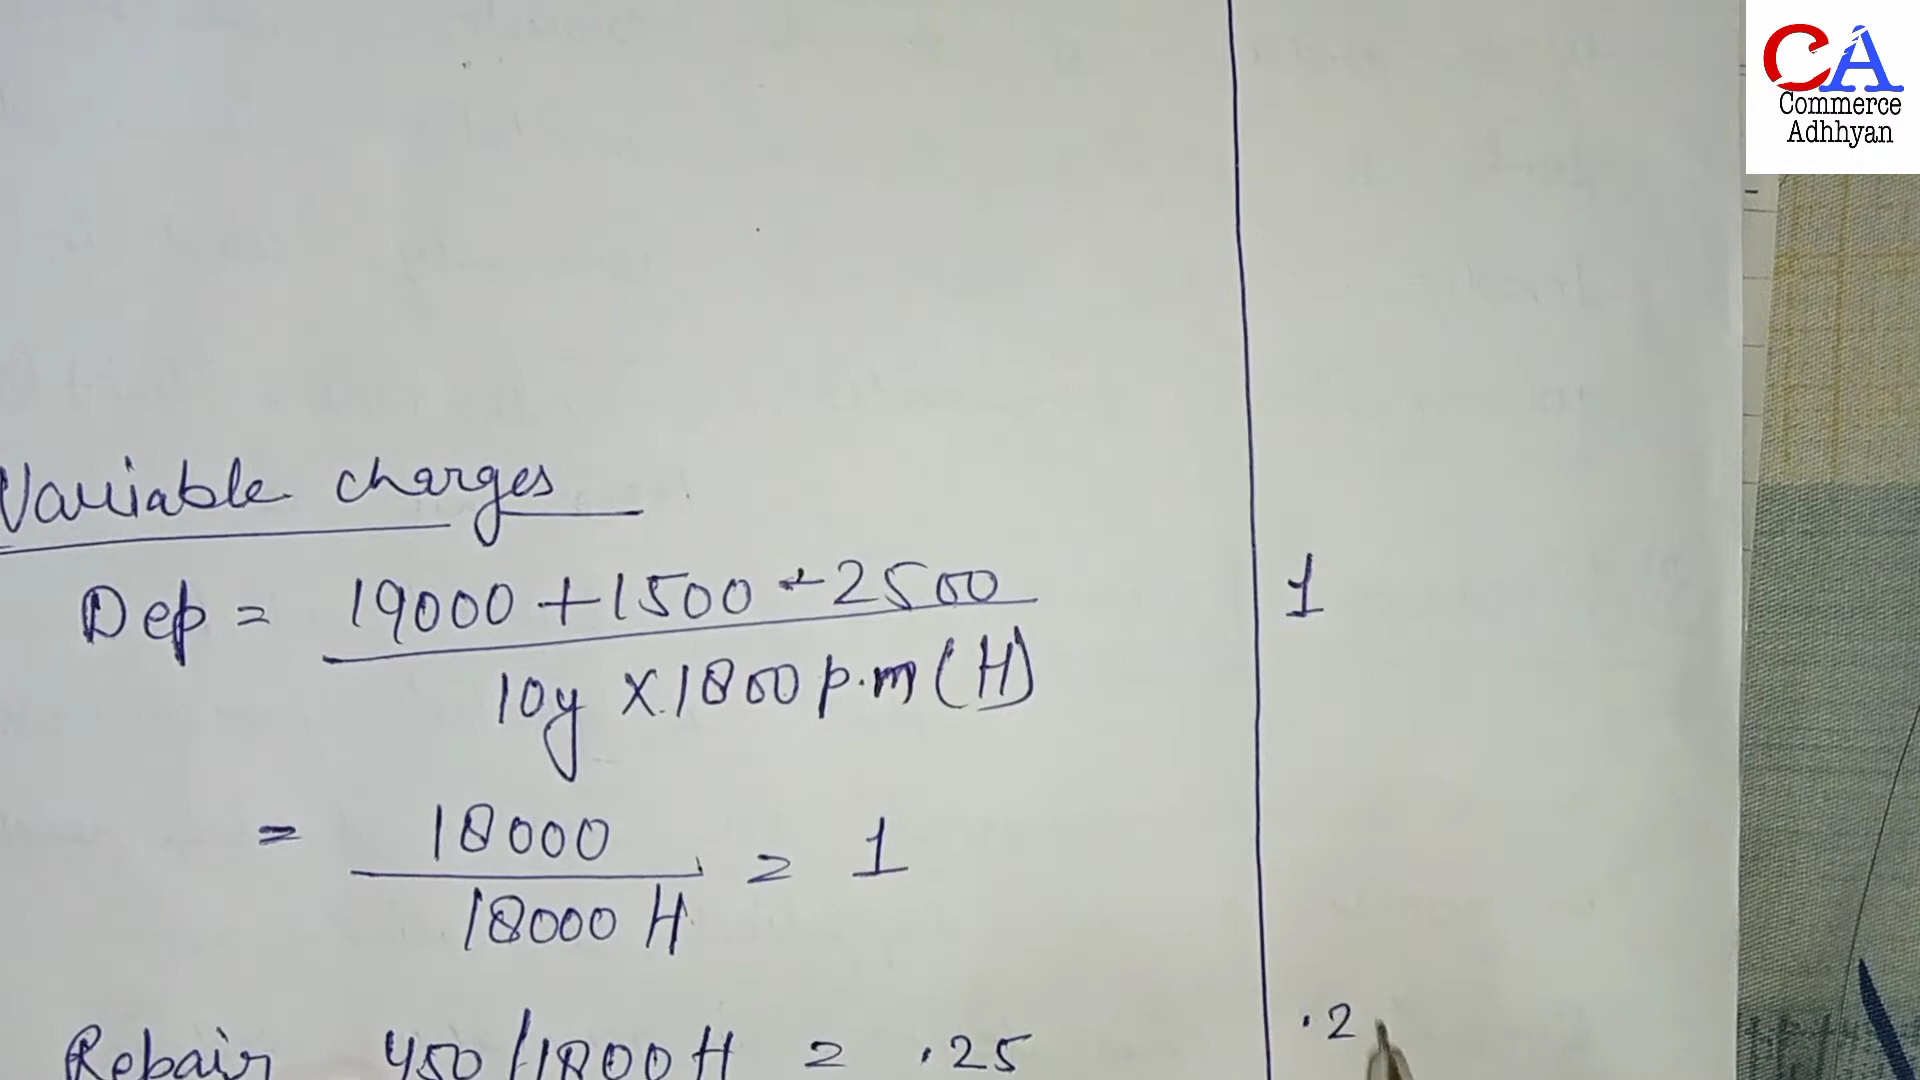 CA
Commerce
Adhhyan
Variable charges
Dep = 19000 + 1500 - 2500 1
10y × 1800 p.m (H)
= 18000 = 1
18000 H
Repair 450 / 1800 H = .25 .2